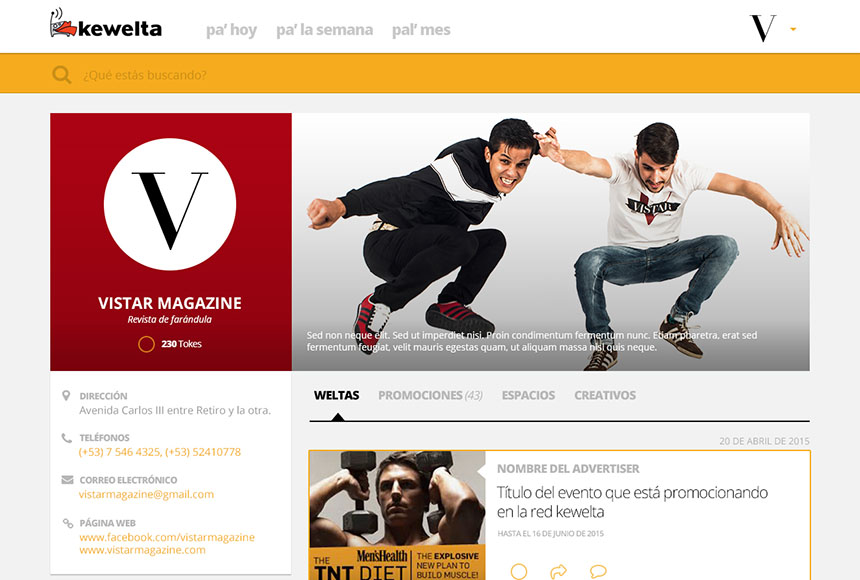 kewelta
pa' hoy
pa' la semana
pal' mes
V
¿Qué estás buscando?
V
VISTAR MAGAZINE
Revista de farándula
230 Tokes
VISTAR
Sed non neque elit. Sed ut imperdiet nisi. Proin condimentum fermentum nunc. Etiam pharetra, erat sed
fermentum feugiat, velit mauris egestas quam, ut aliquam massa nisi quis neque.
DIRECCIÓN
Avenida Carlos III entre Retiro y la otra.
TELÉFONOS
(+53) 7 546 4325, (+53) 52410778
CORREO ELECTRÓNICO
vistarmagazine@gmail.com
PÁGINA WEB
www.facebook.com/vistarmagazine
www.vistarmagazine.com
WELTAS
PROMOCIONES (43)
ESPACIOS
CREATIVOS
20 DE ABRIL DE 2015
Men'sHealth
THE
TNT DIET
THE EXPLOSIVE
NEW PLAN TO
BUILD MUSCLE!
NOMBRE DEL ADVERTISER
Título del evento que está promocionando
en la red kewelta
HASTA EL 16 DE JUNIO DE 2015